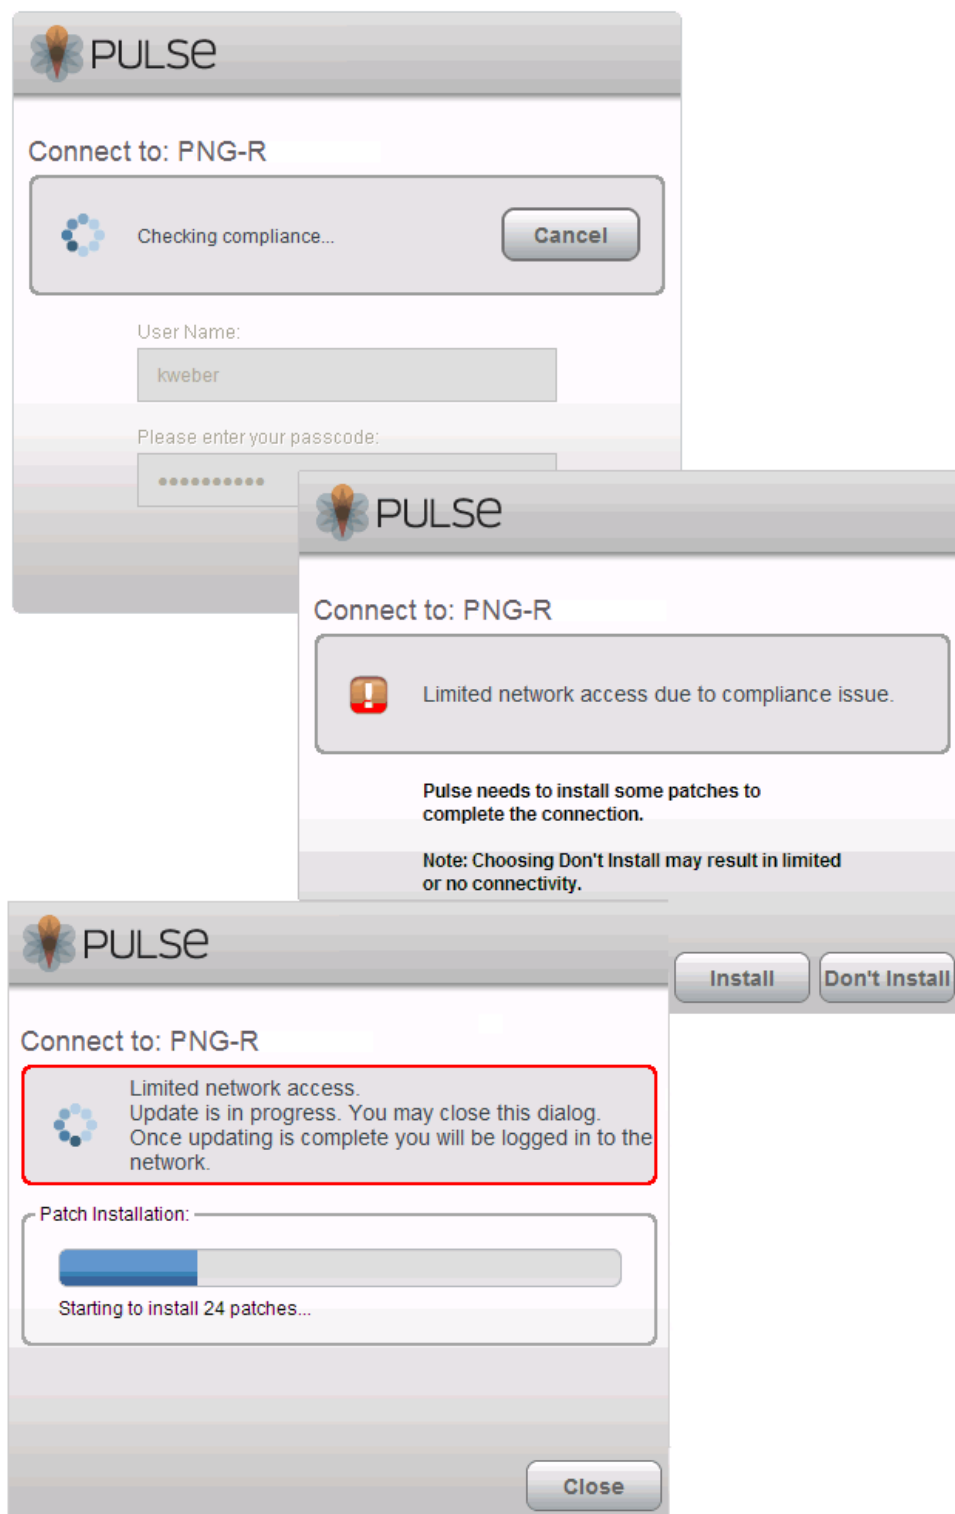 PULSE
Connect to: PNG-R
Checking compliance...
Cancel
User Name:
kweber
Please enter your passcode:
••••••••••
PULSE
Connect to: PNG-R
Limited network access due to compliance issue.
Pulse needs to install some patches to
complete the connection.
Note: Choosing Don't Install may result in limited
or no connectivity.
Install
Don't Install
PULSE
Connect to: PNG-R
Limited network access.
Update is in progress. You may close this dialog.
Once updating is complete you will be logged in to the
network.
Patch Installation:
Starting to install 24 patches...
Close